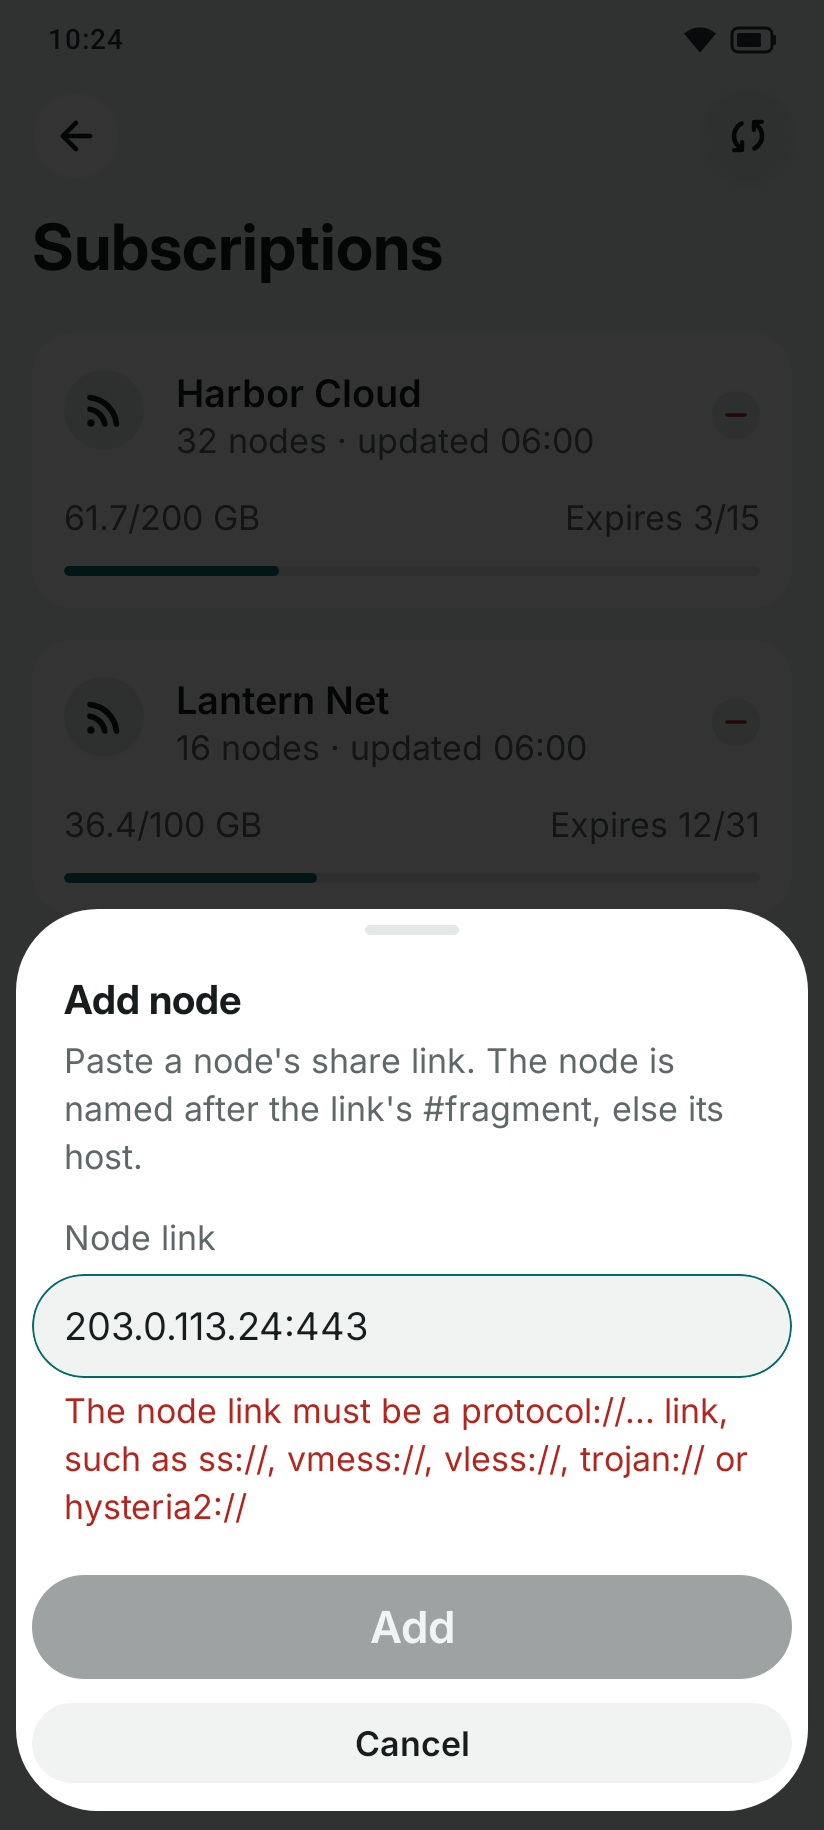 10:24
Subscriptions
Harbor Cloud
32 nodes · updated 06:00
61.7/200 GB
Expires 3/15
Lantern Net
16 nodes · updated 06:00
36.4/100 GB
Expires 12/31
Add node
Paste a node's share link. The node is
named after the link's #fragment, else its
host.
Node link
203.0.113.24:443
The node link must be a protocol://... link,
such as ss://, vmess://, vless://, trojan:// or
hysteria2://
Add
Cancel